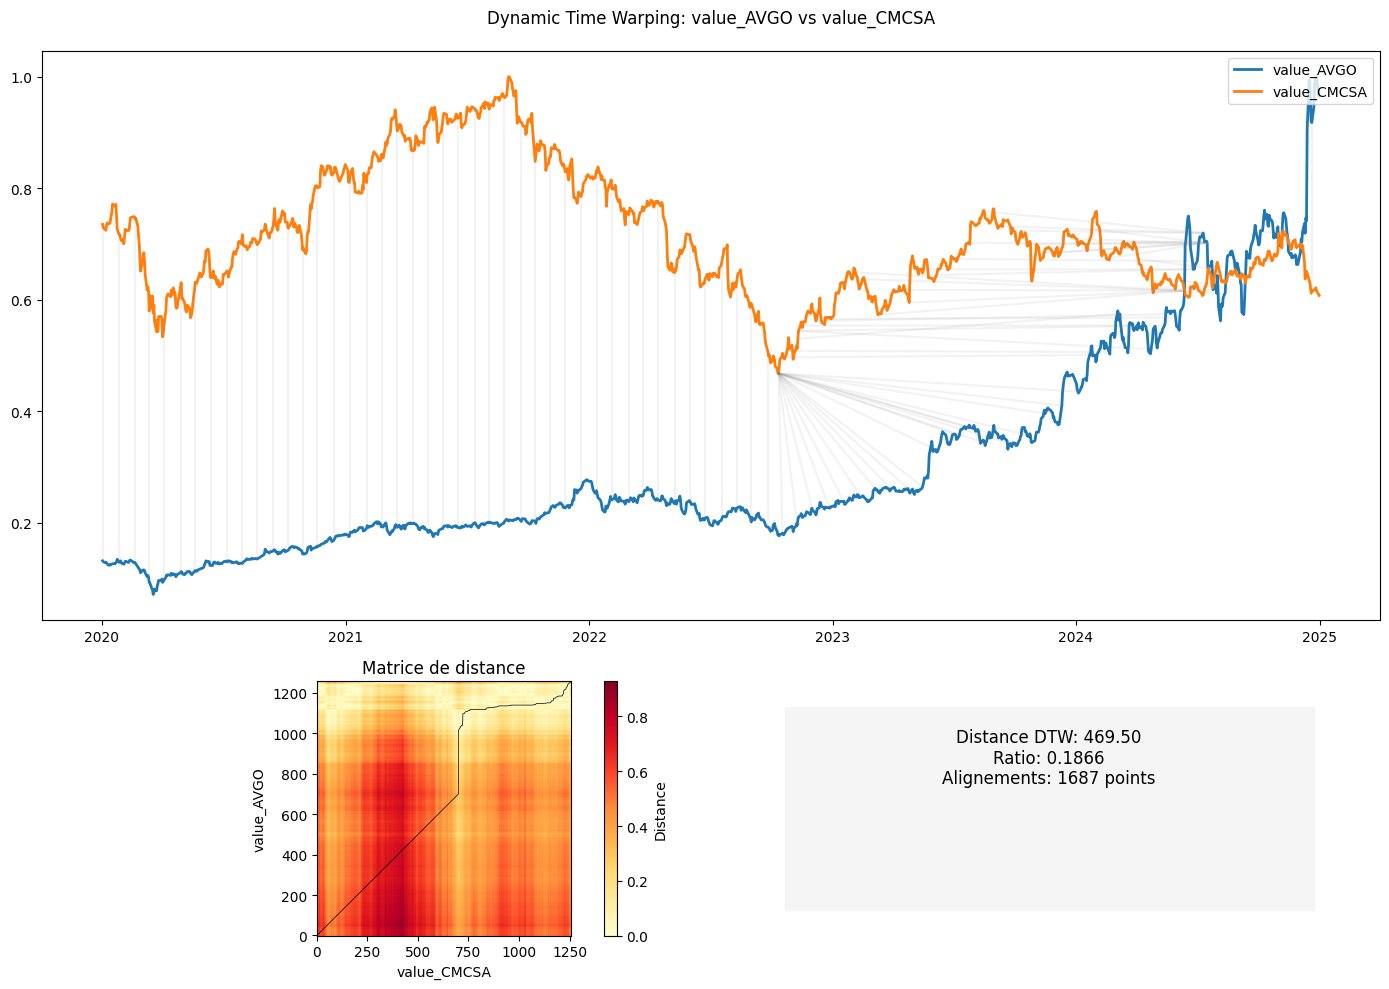 Dynamic Time Warping: value_AVGO vs value_CMCSA
1.0
0.8
0.6
0.4
0.2
value_AVGO
value_CMCSA
2020 2021 2022 2023 2024 2025
Matrice de distance
value_AVGO
1200
1000
800
600
400
200
0
0 250 500 750 1000 1250
value_CMCSA
0.8
0.6
0.4
0.2
0.0
Distance
Distance DTW: 469.50
Ratio: 0.1866
Alignements: 1687 points